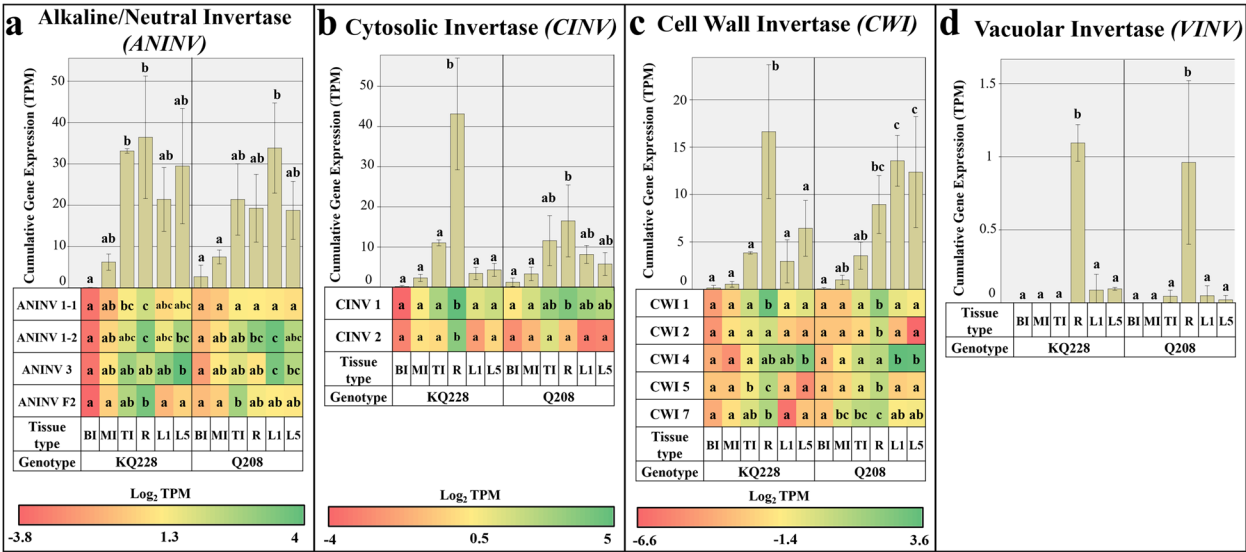 a Alkaline/Neutral Invertase
(ANINV)
Cumulative Gene Expression (TPM)
50
40
30
20
10
0
a ab b b ab ab a a ab ab b ab
ANINV 1-1 a ab bc c abc abc a a a a a a
ANINV 1-2 a ab abc c abc bc a ab abc bc c abc
ANINV 3 a ab ab ab ab b a ab ab ab c bc
ANINV F2 a a ab b a a a a b ab ab ab
Tissue type BI MI TI R L1 L5 BI MI TI R L1 L5
Genotype KQ228 Q208
Log2 TPM
-3.8 1.3 4
b Cytosolic Invertase (CINV)
Cumulative Gene Expression (TPM)
50
40
30
20
10
0
a a a b a a a ab ab b ab ab
CINV 1 a a a b a a a a ab b ab ab
CINV 2 a a a b a a a a a a a a
Tissue type BI MI TI R L1 L5 BI MI TI R L1 L5
Genotype KQ228 Q208
Log2 TPM
-4 0.5 5
c Cell Wall Invertase (CWI)
Cumulative Gene Expression (TPM)
20
15
10
5
0
a a a b a a a ab ab bc c c
CWI 1 a a a b a a a a a b a a
CWI 2 a a a a a a a a a b a a
CWI 4 a a a ab ab b a a a a b b
CWI 5 a a b c a a a a a b a a
CWI 7 a a ab b a a a bc bc c ab ab
Tissue type BI MI TI R L1 L5 BI MI TI R L1 L5
Genotype KQ228 Q208
Log2 TPM
-6.6 -1.4 3.6
d Vacuolar Invertase (VINV)
Cumulative Gene Expression (TPM)
1.5
1
0.5
0
a a a b a a a a a b a a
Tissue type BI MI TI R L1 L5 BI MI TI R L1 L5
Genotype KQ228 Q208